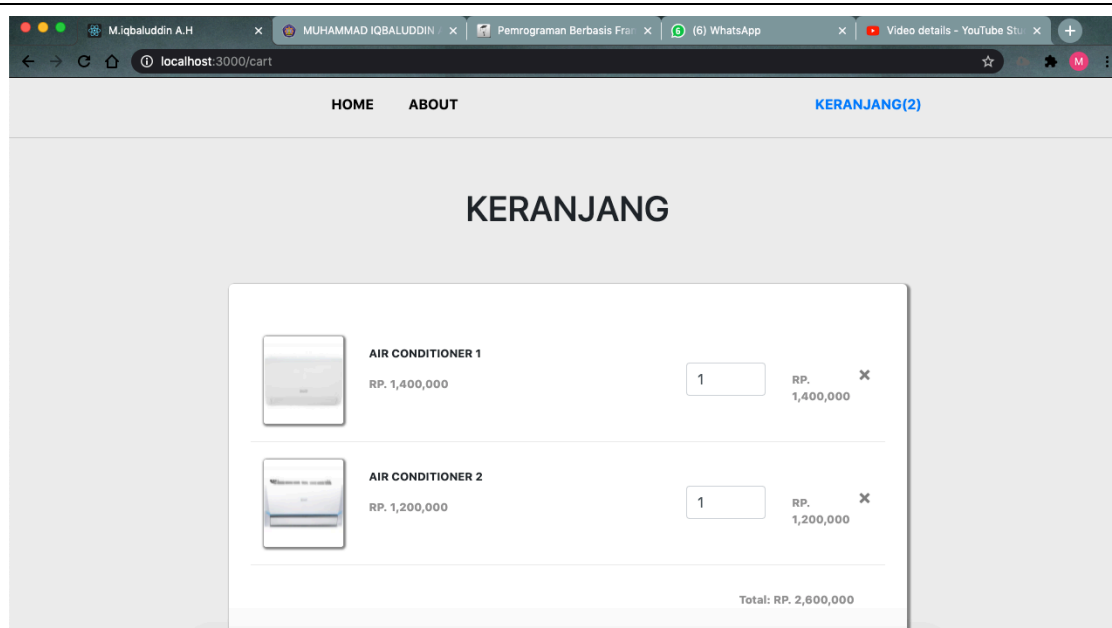 M.iqbaluddin A.H
MUHAMMAD IQBALUDDIN /
Pemrograman Berbasis Fra
(6) WhatsApp
Video details - YouTube Stu
localhost:3000/cart
M
HOME ABOUT KERANJANG(2)
KERANJANG
AIR CONDITIONER 1
RP. 1,400,000
1
RP.
1,400,000
AIR CONDITIONER 2
RP. 1,200,000
1
RP.
1,200,000
Total: RP. 2,600,000